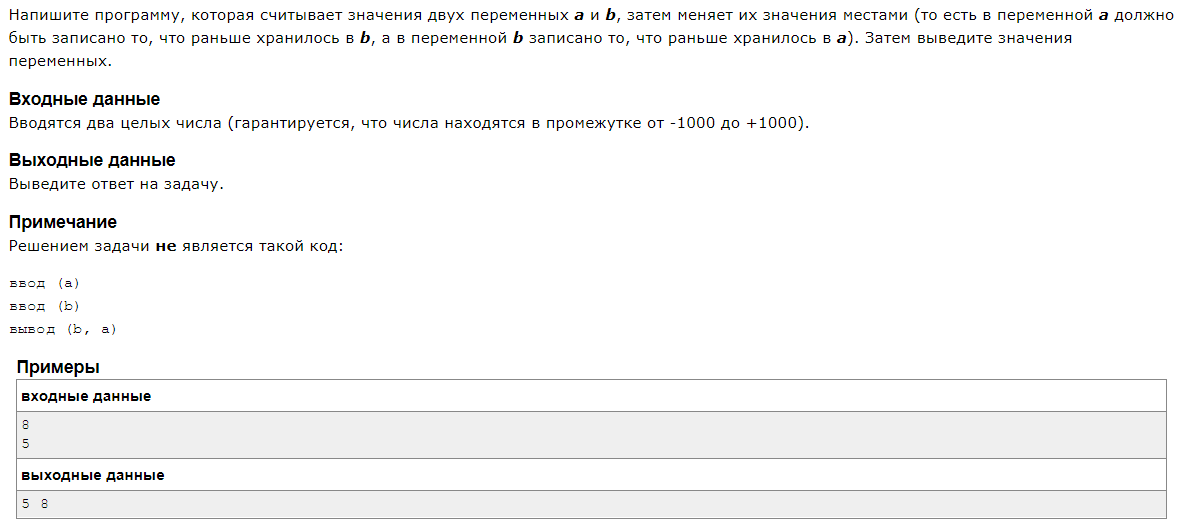 Напишите программу, которая считывает значения двух переменных a и b, затем меняет их значения местами (то есть в переменной a должно
быть записано то, что раньше хранилось в b, а в переменной b записано то, что раньше хранилось в a). Затем выведите значения
переменных.
Входные данные
Вводятся два целых числа (гарантируется, что числа находятся в промежутке от -1000 до +1000).
Выходные данные
Выведите ответ на задачу.
Примечание
Решением задачи не является такой код:
ввод (a)
ввод (b)
вывод (b, a)
Примеры
входные данные
8
5
выходные данные
5 8